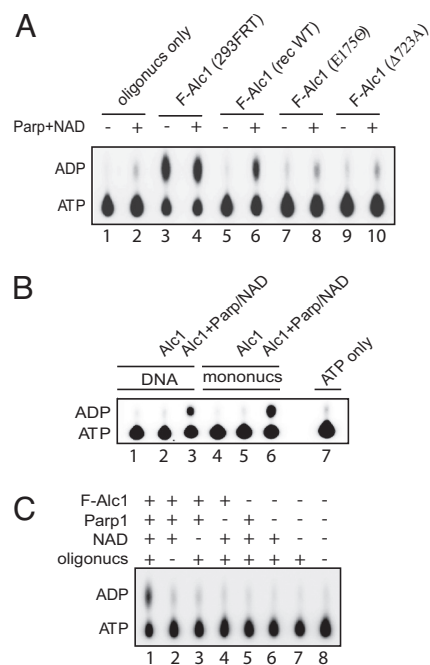 A
oligonucs only
F-Alc1 (293FRT)
F-Alc1 (rec WT)
F-Alc1 (E175Θ)
F-Alc1 (Δ723A)
Parp+NAD - + - + - + - + - +
ADP
ATP
1 2 3 4 5 6 7 8 9 10
B
Alc1
Alc1+Parp/NAD
Alc1
Alc1+Parp/NAD
ATP only
DNA mononucs
ADP
ATP
1 2 3 4 5 6 7
C
F-Alc1 + + + + - - - -
Parp1 + + + - + - - -
NAD + + - + + + - -
oligonucs + - + + + + + -
ADP
ATP
1 2 3 4 5 6 7 8